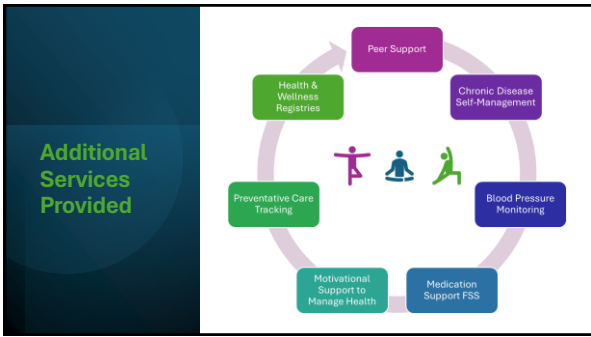 Additional
Services
Provided
Peer Support
Chronic Disease
Self-Management
Blood Pressure
Monitoring
Medication
Support FSS
Motivational
Support to
Manage Health
Preventative Care
Tracking
Health &
Wellness
Registries